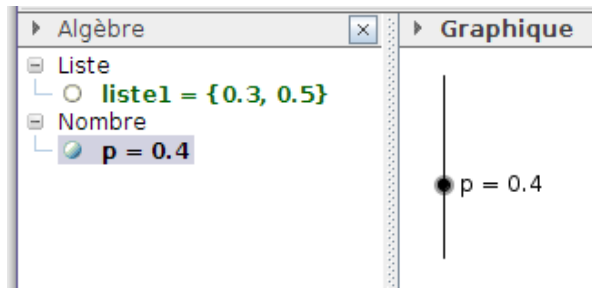 Algèbre
Graphique
Liste
liste1 = {0.3, 0.5}
Nombre
p = 0.4
p = 0.4